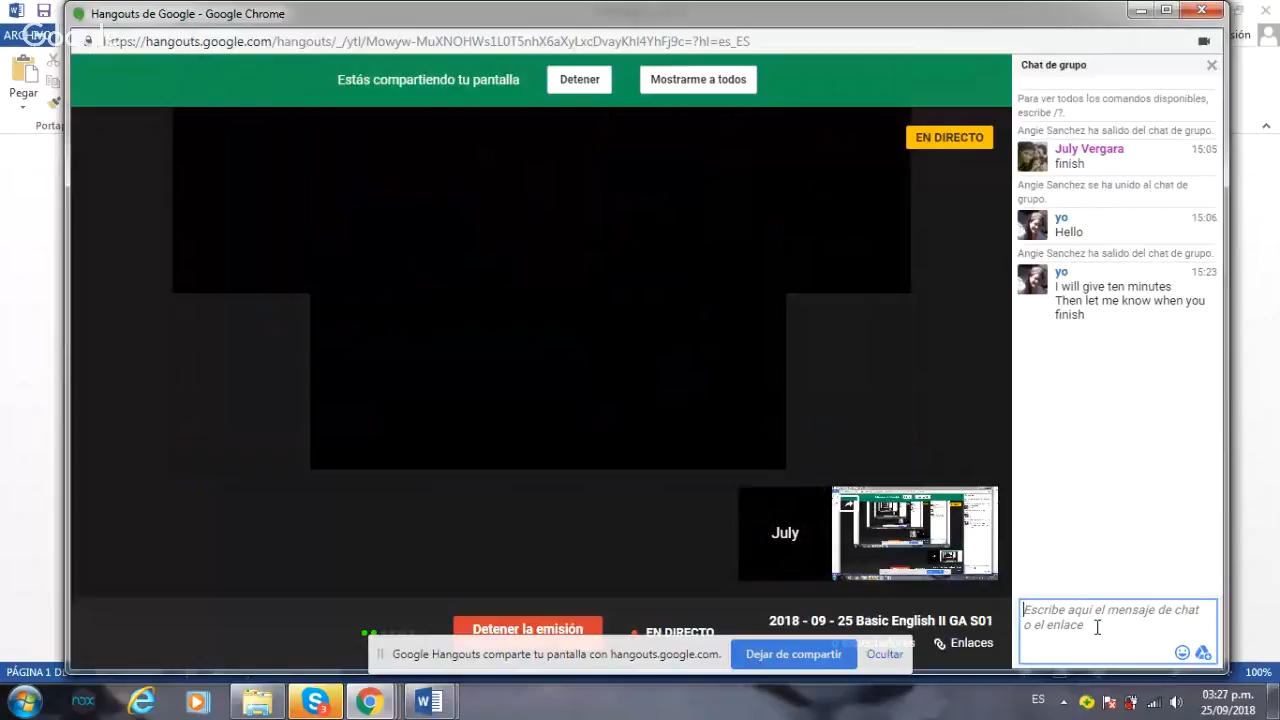 Hangouts de Google - Google Chrome
https://hangouts.google.com/hangouts/_/ytl/Mowyw-MuXNOHWs1L0T5nhX6aXyLxcDvayKhI4YhFj9c=?hl=es_ES
Pegar
Estás compartiendo tu pantalla
Detener
Mostrarme a todos
EN DIRECTO
Chat de grupo
Para ver todos los comandos disponibles,
escribe /?.
Angie Sanchez ha salido del chat de grupo.
July Vergara 15:05
finish
Angie Sanchez se ha unido al chat de
grupo.
yo 15:06
Hello
Angie Sanchez ha salido del chat de grupo.
yo 15:23
I will give ten minutes
Then let me know when you
finish
July
Escribe aquí el mensaje de chat
o el enlace
2018 - 09 - 25 Basic English II GA S01
Detener la emisión
EN DIRECTO
Enlaces
Google Hangouts comparte tu pantalla con hangouts.google.com.
Dejar de compartir
Ocultar
PÁGINA 1 D
100%
nox
3
ES
03:27 p.m.
25/09/2018